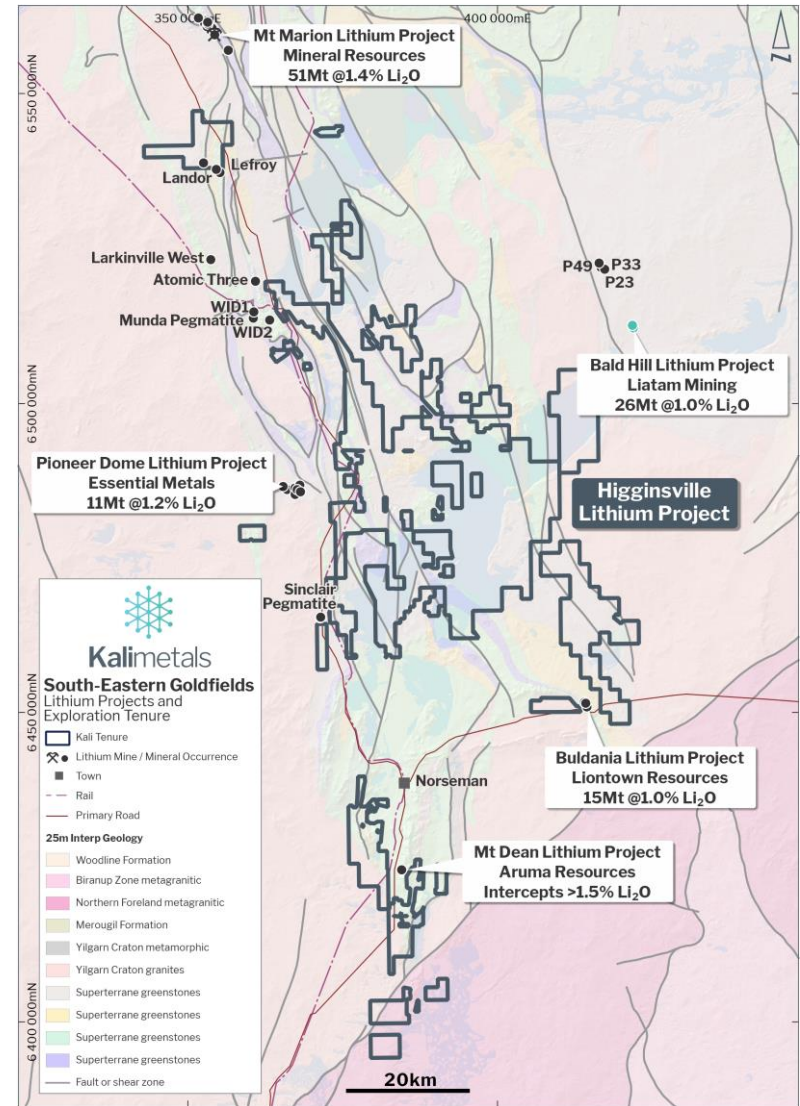 350 000mE
400 000mE
Mt Marion Lithium Project
Mineral Resources
51Mt @1.4% Li₂O
N
6 550 000mN
Lefroy
Landor
Larkinville West
Atomic Three
WID1
Munda Pegmatite
WID2
P49
P33
P23
Bald Hill Lithium Project
Liatam Mining
26Mt @1.0% Li₂O
6 500 000mN
Pioneer Dome Lithium Project
Essential Metals
11Mt @1.2% Li₂O
Higginsville
Lithium Project
Sinclair
Pegmatite
6 450 000mN
Buldania Lithium Project
Liontown Resources
15Mt @1.0% Li₂O
Norseman
Mt Dean Lithium Project
Aruma Resources
Intercepts >1.5% Li₂O
6 400 000mN
20km
Kalimetals
South-Eastern Goldfields
Lithium Projects and
Exploration Tenure
Kali Tenure
Lithium Mine / Mineral Occurrence
Town
Rail
Primary Road
25m Interp Geology
Woodline Formation
Biranup Zone metagranitic
Northern Foreland metagranitic
Merougil Formation
Yilgarn Craton metamorphic
Yilgarn Craton granites
Superterrane greenstones
Superterrane greenstones
Superterrane greenstones
Superterrane greenstones
Fault or shear zone